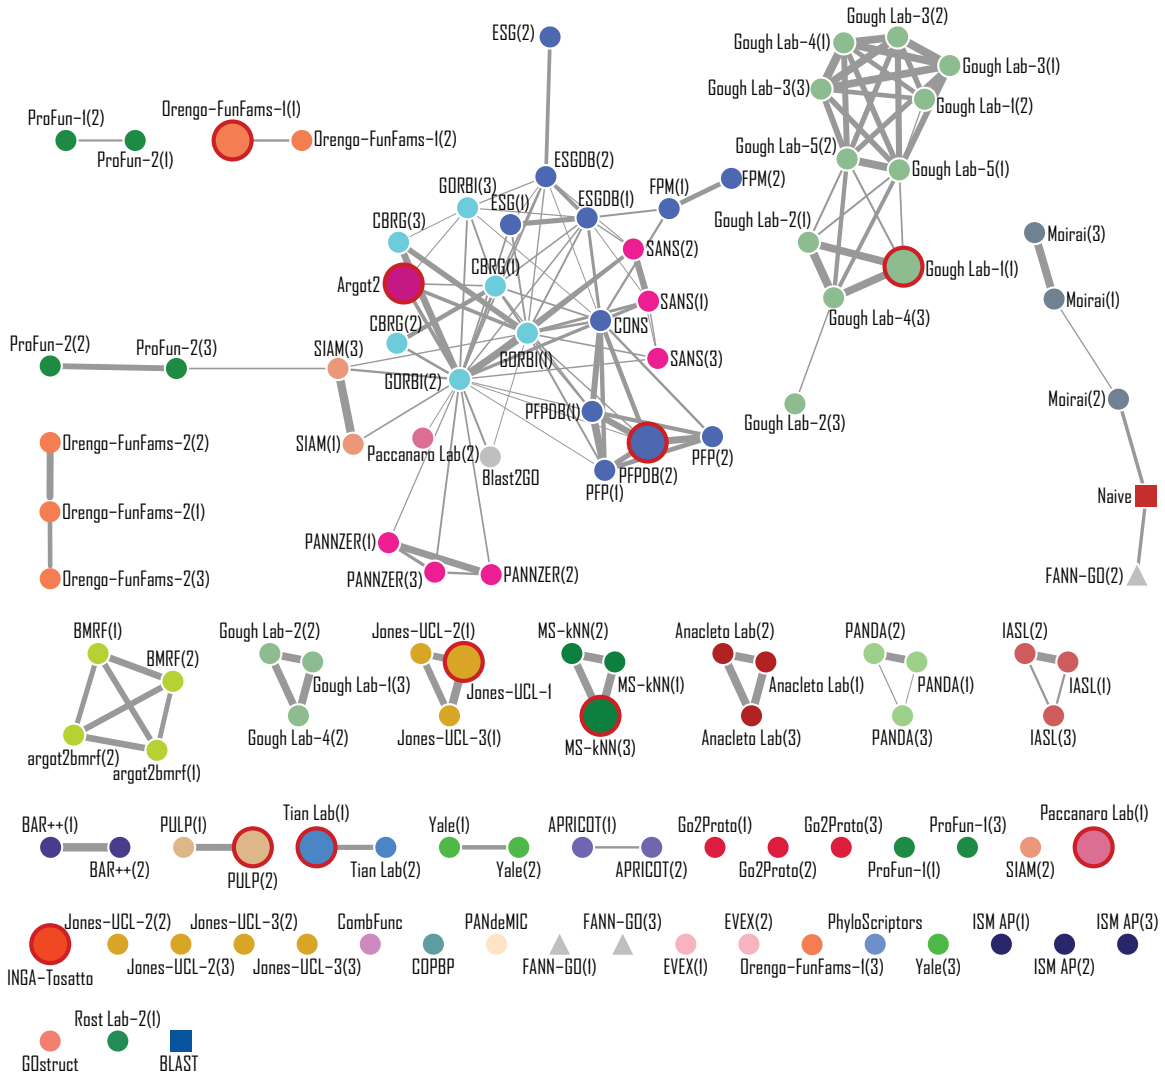 Gough Lab-3(2)
ESG(2)
Gough Lab-4(1)
Gough Lab-3(1)
Gough Lab-3(3)
Orengo-FunFams-1(1)
Gough Lab-1(2)
ProFun-1(2)
Orengo-FunFams-1(2)
ProFun-2(1)
Gough Lab-5(2)
ESGDB(2)
Gough Lab-5(1)
GORBI(3)
FPM(1)
FPM(2)
ESG(1)
ESGDB(1)
CBRG(3)
Gough Lab-2(1)
Moirai(3)
SANS(2)
CBRG(1)
Gough Lab-1(1)
Argot2
Moirai(1)
SANS(1)
CBRG(2)
CONS
Gough Lab-4(3)
ProFun-2(2)
ProFun-2(3)
SIAM(3)
GORBI(1)
SANS(3)
GORBI(2)
Moirai(2)
PFPDB(1)
Gough Lab-2(3)
Orengo-FunFams-2(2)
SIAM(1)
Paccanaro Lab(2)
PFP(2)
Blast2GO
PFPDB(2)
PFP(1)
Naive
Orengo-FunFams-2(1)
PANNZER(1)
Orengo-FunFams-2(3)
PANNZER(3)
PANNZER(2)
FANN-GO(2)
BMRF(1)
Gough Lab-2(2)
Jones-UCL-2(1)
MS-kNN(2)
Anacleto Lab(2)
PANDA(2)
IASL(2)
BMRF(2)
Gough Lab-1(3)
Jones-UCL-1
MS-kNN(1)
Anacleto Lab(1)
PANDA(1)
IASL(1)
argot2bmrf(2)
Gough Lab-4(2)
Jones-UCL-3(1)
MS-kNN(3)
Anacleto Lab(3)
PANDA(3)
IASL(3)
argot2bmrf(1)
BAR++(1)
PULP(1)
Tian Lab(1)
Yale(1)
APRICOT(1)
Go2Proto(1)
Go2Proto(3)
ProFun-1(3)
Paccanaro Lab(1)
BAR++(2)
PULP(2)
Tian Lab(2)
Yale(2)
APRICOT(2)
Go2Proto(2)
ProFun-1(1)
SIAM(2)
Jones-UCL-2(2)
Jones-UCL-3(2)
CombFunc
PANdeMIC
FANN-GO(3)
EVEX(2)
PhyloScriptors
ISM AP(1)
ISM AP(3)
INGA-Tosatto
Jones-UCL-2(3)
Jones-UCL-3(3)
COPBP
FANN-GO(1)
EVEX(1)
Orengo-FunFams-1(3)
Yale(3)
ISM AP(2)
Rost Lab-2(1)
GOstruct
BLAST